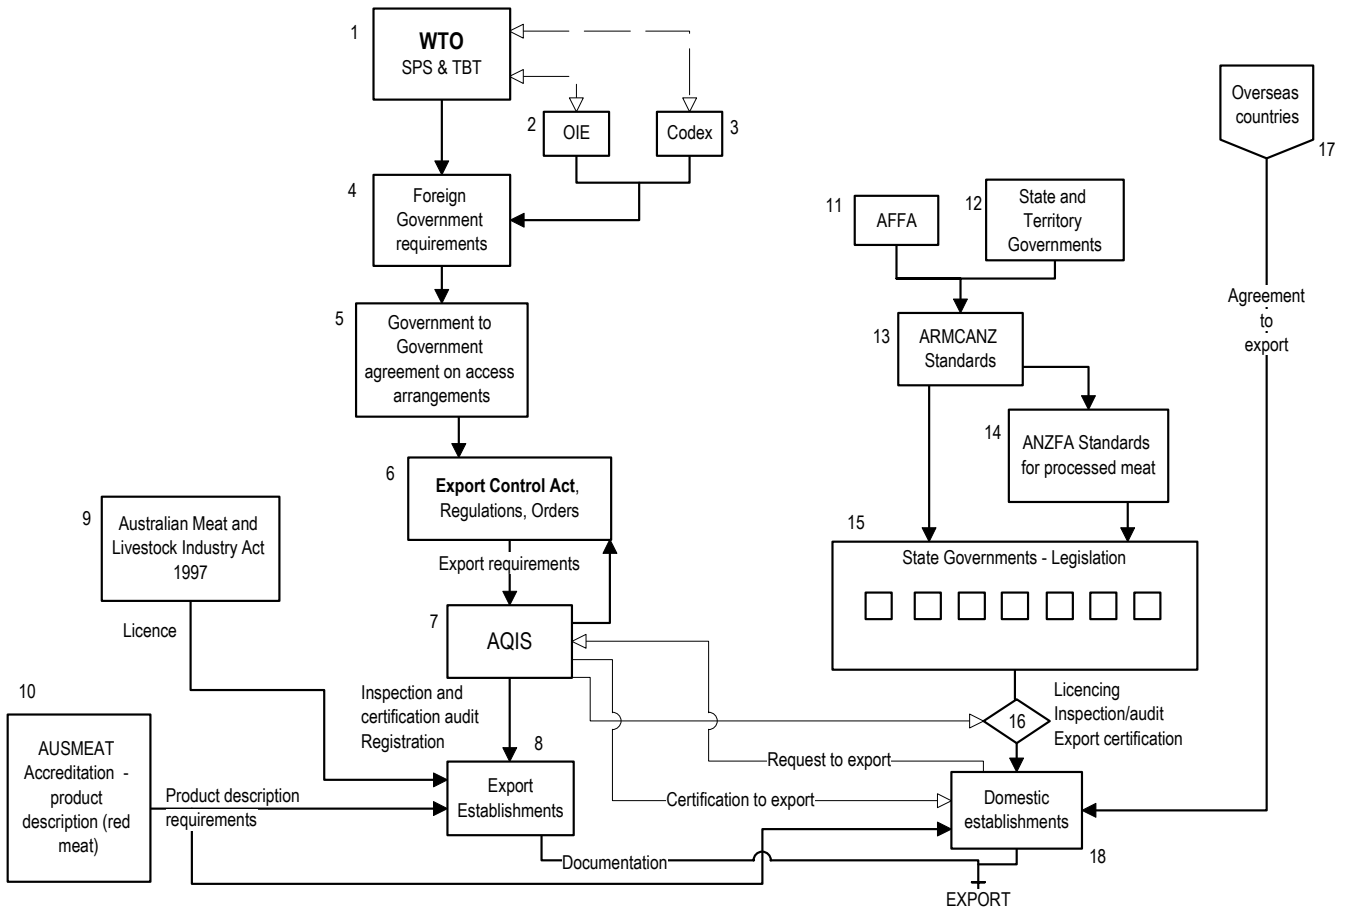 1
WTO
SPS & TBT
2
OIE
Codex
3
4
Foreign
Government
requirements
5
Government to
Government
agreement on access
arrangements
6
Export Control Act,
Regulations, Orders
Export requirements
7
AQIS
Inspection and
certification audit
Registration
8
Export
Establishments
9
Australian Meat and
Livestock Industry Act
1997
Licence
10
AUSMEAT
Accreditation -
product
description (red
meat)
Product description
requirements
11
AFFA
12
State and
Territory
Governments
13
ARMCANZ
Standards
14
ANZFA Standards
for processed meat
15
State Governments - Legislation
16
Licencing
Inspection/audit
Export certification
Overseas
countries
17
Agreement
to
export
Request to export
Certification to export
Domestic
establishments
18
Documentation
EXPORT